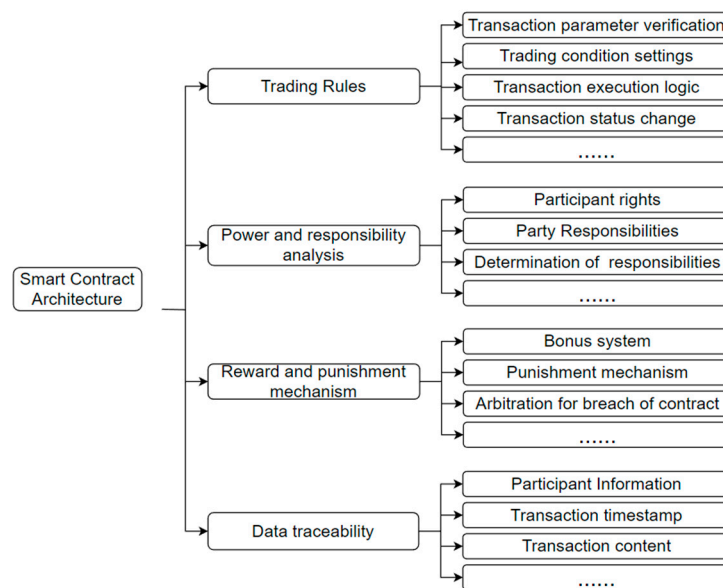 Smart Contract
Architecture
Trading Rules
Transaction parameter verification
Trading condition settings
Transaction execution logic
Transaction status change
......
Power and responsibility
analysis
Participant rights
Party Responsibilities
Determination of responsibilities
......
Reward and punishment
mechanism
Bonus system
Punishment mechanism
Arbitration for breach of contract
......
Data traceability
Participant Information
Transaction timestamp
Transaction content
......